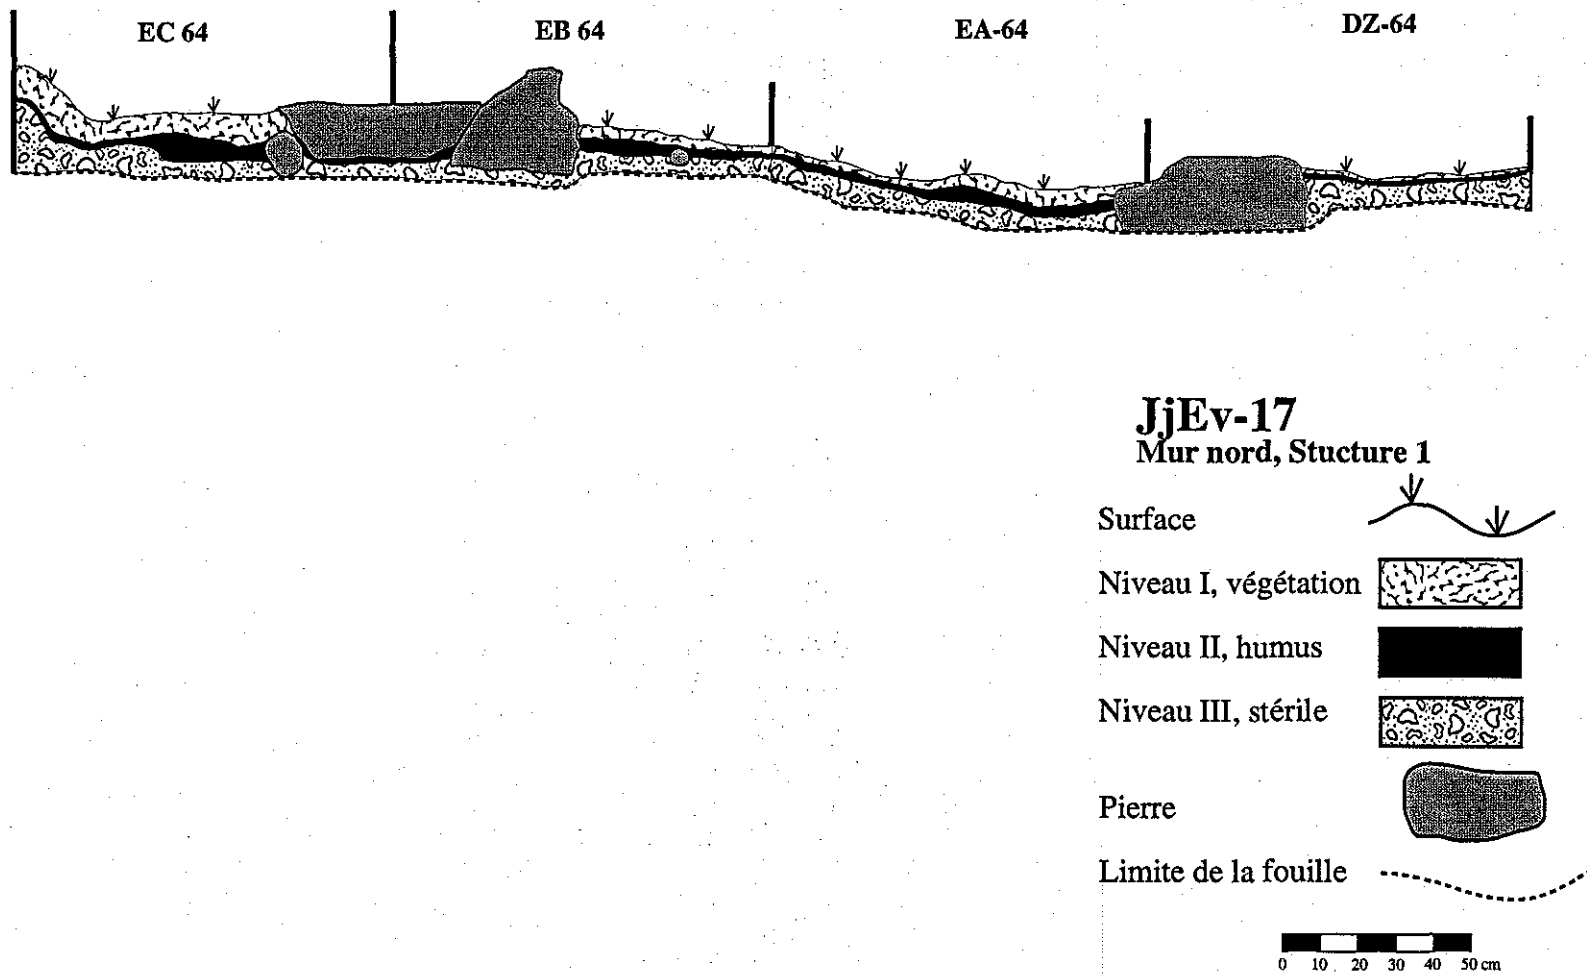 EC 64 EB 64 EA-64 DZ-64
JjEv-17
Mur nord, Stucture 1
Surface
Niveau I, végétation
Niveau II, humus
Niveau III, stérile
Pierre
Limite de la fouille
0 10 20 30 40 50 cm